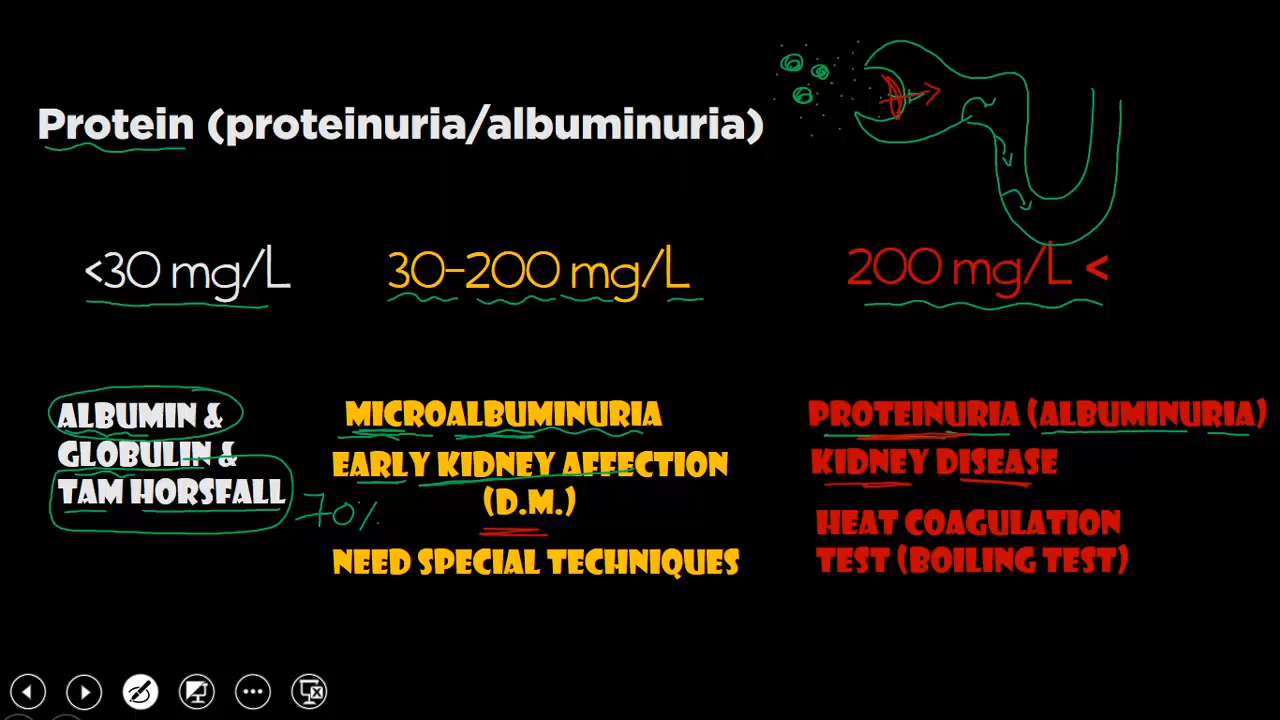 Protein (proteinuria/albuminuria)
<30 mg/L
30-200 mg/L
200 mg/L <
ALBUMIN &
GLOBULIN &
TAM HORSFALL
70%
MICROALBUMINURIA
EARLY KIDNEY AFFECTION
(D.M.)
NEED SPECIAL TECHNIQUES
PROTEINURIA (ALBUMINURIA)
KIDNEY DISEASE
HEAT COAGULATION
TEST (BOILING TEST)